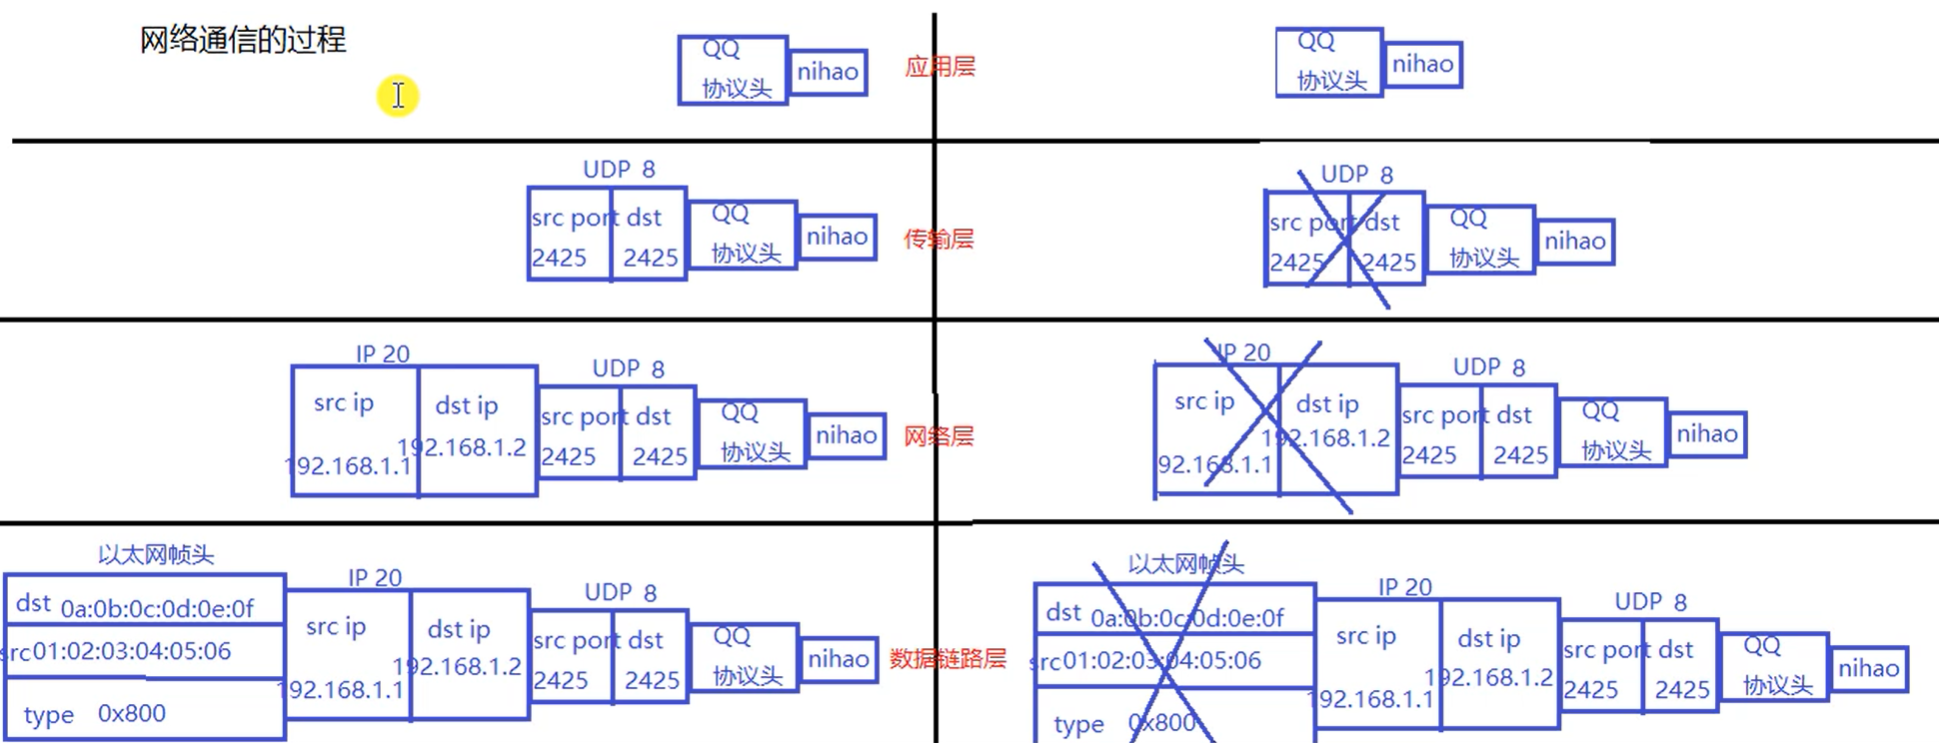 网络通信的过程
QQ
协议头
nihao
应用层
QQ
协议头
nihao
UDP 8
src port dst
2425 2425
QQ
协议头
nihao
传输层
UDP 8
src port dst
2425 2425
QQ
协议头
nihao
IP 20
src ip
192.168.1.1
dst ip
192.168.1.2
UDP 8
src port dst
2425 2425
QQ
协议头
nihao
网络层
IP 20
src ip
92.168.1.1
dst ip
192.168.1.2
UDP 8
src port dst
2425 2425
QQ
协议头
nihao
以太网帧头
dst 0a:0b:0c:0d:0e:0f
src 01:02:03:04:05:06
type 0x800
IP 20
src ip
192.168.1.1
dst ip
192.168.1.2
UDP 8
src port dst
2425 2425
QQ
协议头
nihao
数据链路层
以太网帧头
dst 0a:0b:0c:0d:0e:0f
src 01:02:03:04:05:06
type 0x800
IP 20
src ip
192.168.1.1
dst ip
192.168.1.2
UDP 8
src port dst
2425 2425
QQ
协议头
nihao